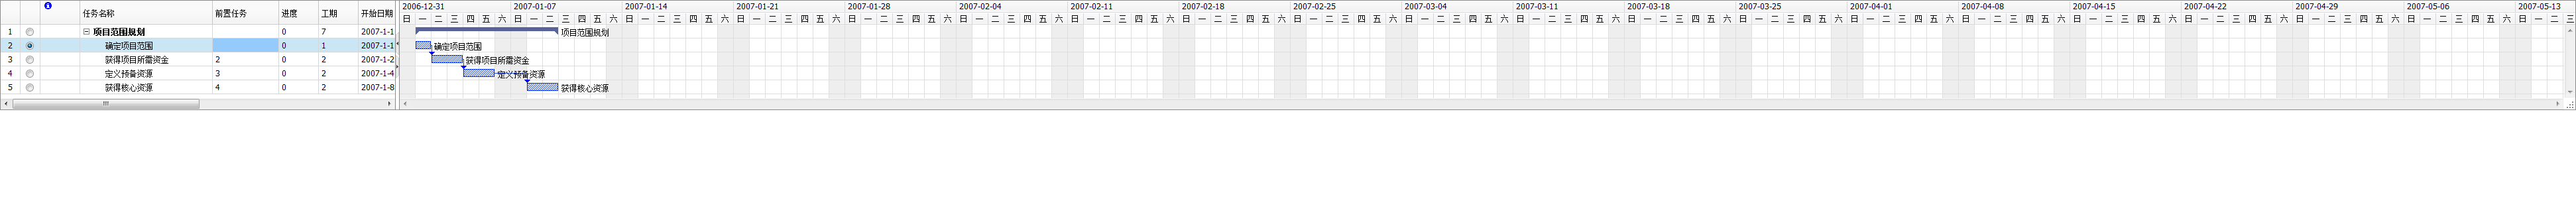 任务名称 前置任务 进度 工期 开始日期
2006-12-31 2007-01-07 2007-01-14 2007-01-21 2007-01-28 2007-02-04 2007-02-11 2007-02-18 2007-02-25 2007-03-04 2007-03-11 2007-03-18 2007-03-25 2007-04-01 2007-04-08 2007-04-15 2007-04-22 2007-04-29 2007-05-06 2007-05-13
日 一 二 三 四 五 六 日 一 二 三 四 五 六 日 一 二 三 四 五 六 日 一 二 三 四 五 六 日 一 二 三 四 五 六 日 一 二 三 四 五 六 日 一 二 三 四 五 六 日 一 二 三 四 五 六 日 一 二 三 四 五 六 日 一 二 三 四 五 六 日 一 二 三 四 五 六 日 一 二 三 四 五 六 日 一 二 三 四 五 六 日 一 二 三 四 五 六 日 一 二 三 四 五 六 日 一 二 三 四 五 六 日 一 二 三 四 五 六 日 一 二 三 四 五 六 日 一 二 三 四 五 六 日 一 二 三
1 项目范围规划 0 7 2007-1-1 项目范围规划
2 确定项目范围 0 1 2007-1-1 确定项目范围
3 获得项目所需资金 2 0 2 2007-1-2 获得项目所需资金
4 定义预备资源 3 0 2 2007-1-4 定义预备资源
5 获得核心资源 4 0 2 2007-1-8 获得核心资源